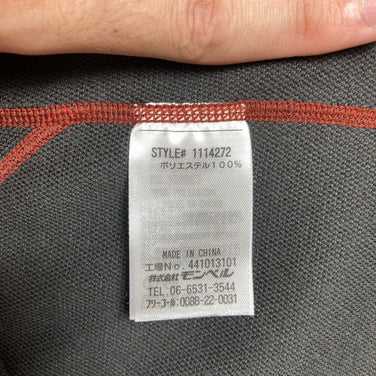 STYLE# 1114272
ポリエステル100%
MADE IN CHINA
工場No. 441013101
株式会社モンベル
TEL. 06-6531-3544
フリーコール:0088-22-0031